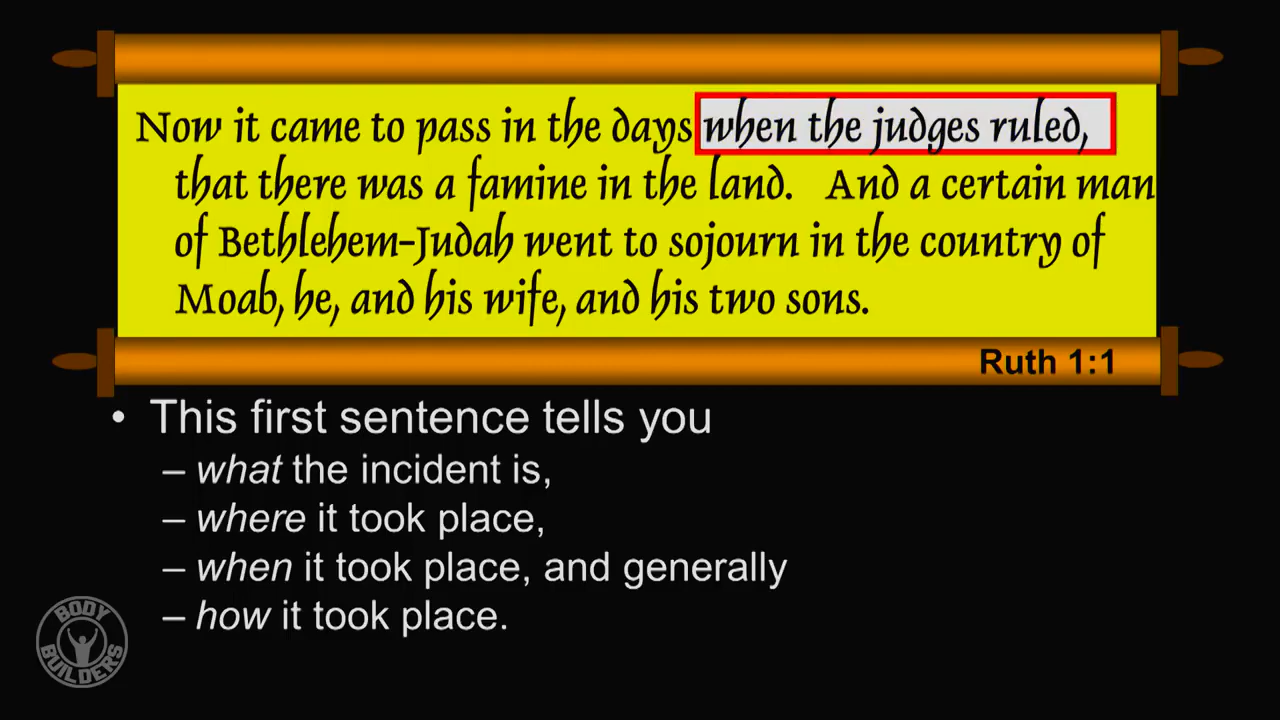 Now it came to pass in the days when the judges ruled,
that there was a famine in the land. And a certain man
of Bethlehem-Judah went to sojourn in the country of
Moab, he, and his wife, and his two sons.
Ruth 1:1
• This first sentence tells you
– what the incident is,
– where it took place,
– when it took place, and generally
– how it took place.
BODY
BUILDERS